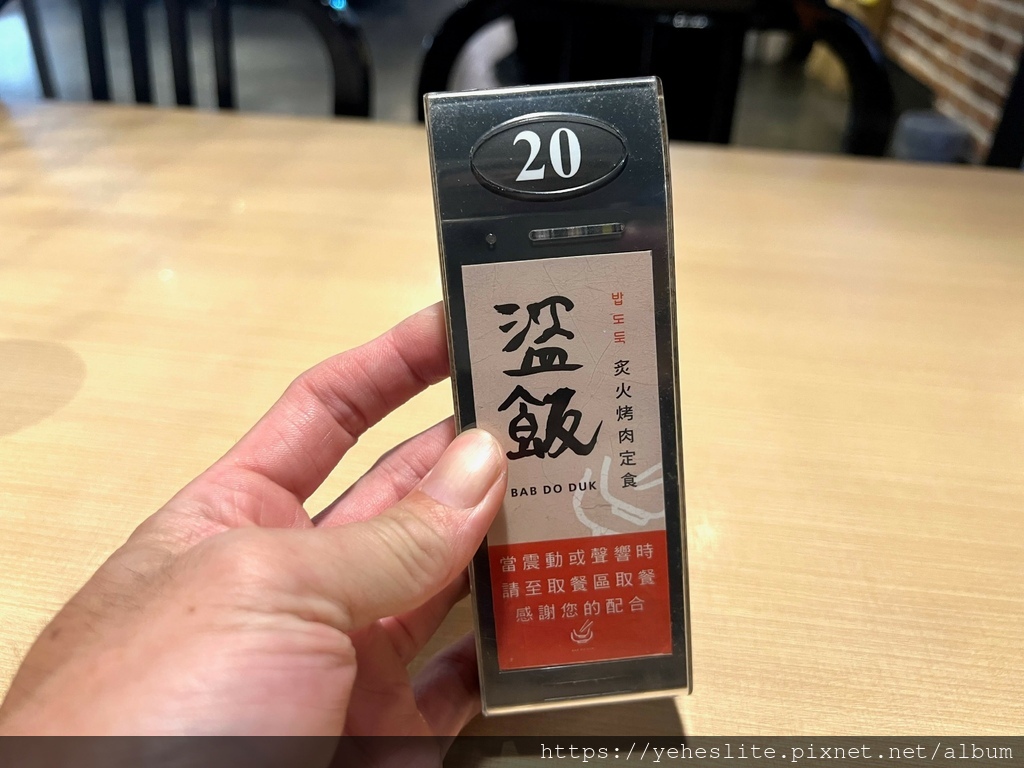 20
盜飯
밥도둑
炙火烤肉定食
BAB DO DUK
當震動或聲響時
請至取餐區取餐
感謝您的配合
https://yeheslite.pixnet.net/album